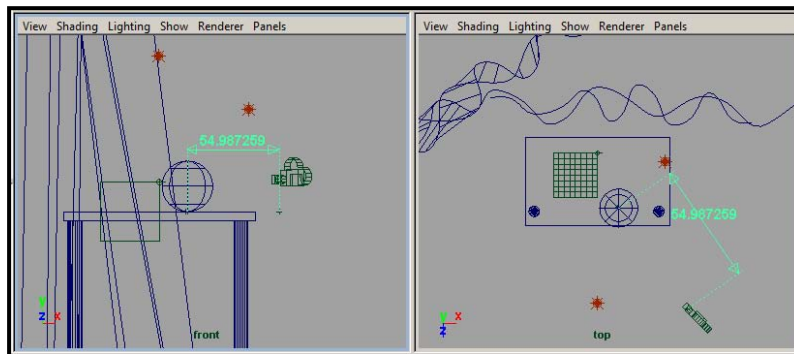 View Shading Lighting Show Renderer Panels
54.987259
y
z x
front
View Shading Lighting Show Renderer Panels
54.987259
y
z x
top